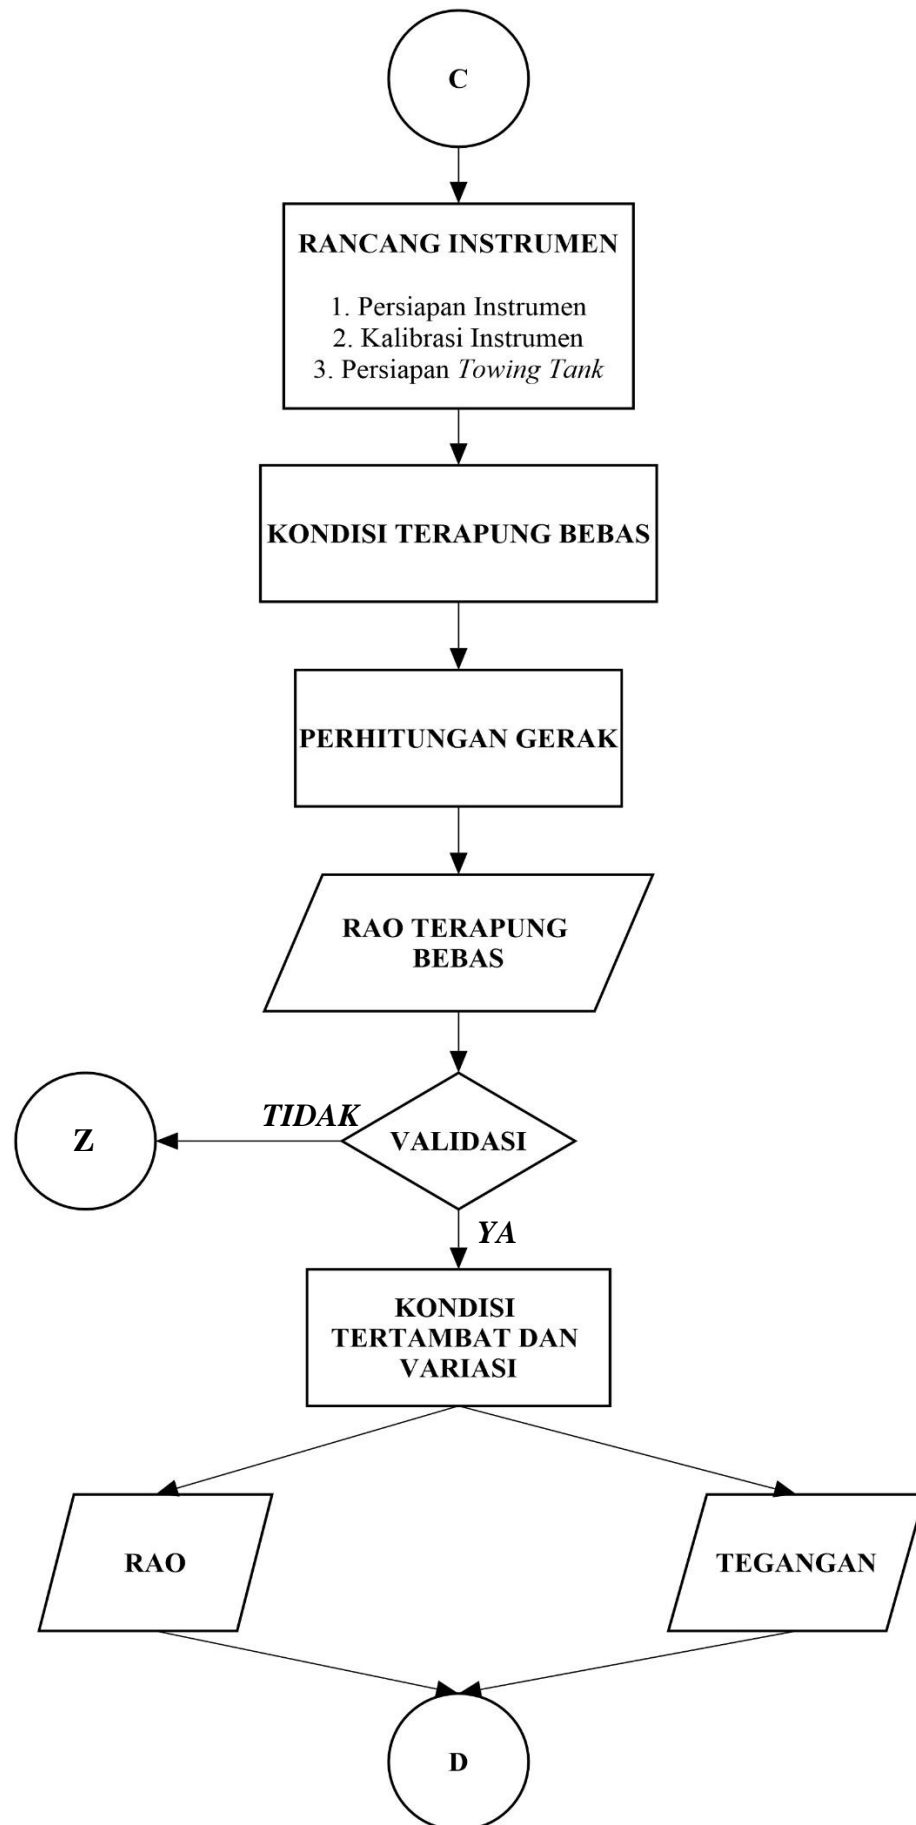 C
RANCANG INSTRUMEN
1. Persiapan Instrumen
2. Kalibrasi Instrumen
3. Persiapan Towing Tank
KONDISI TERAPUNG BEBAS
PERHITUNGAN GERAK
RAO TERAPUNG
BEBAS
TIDAK
Z
VALIDASI
YA
KONDISI
TERTAMBAT DAN
VARIASI
RAO
TEGANGAN
D